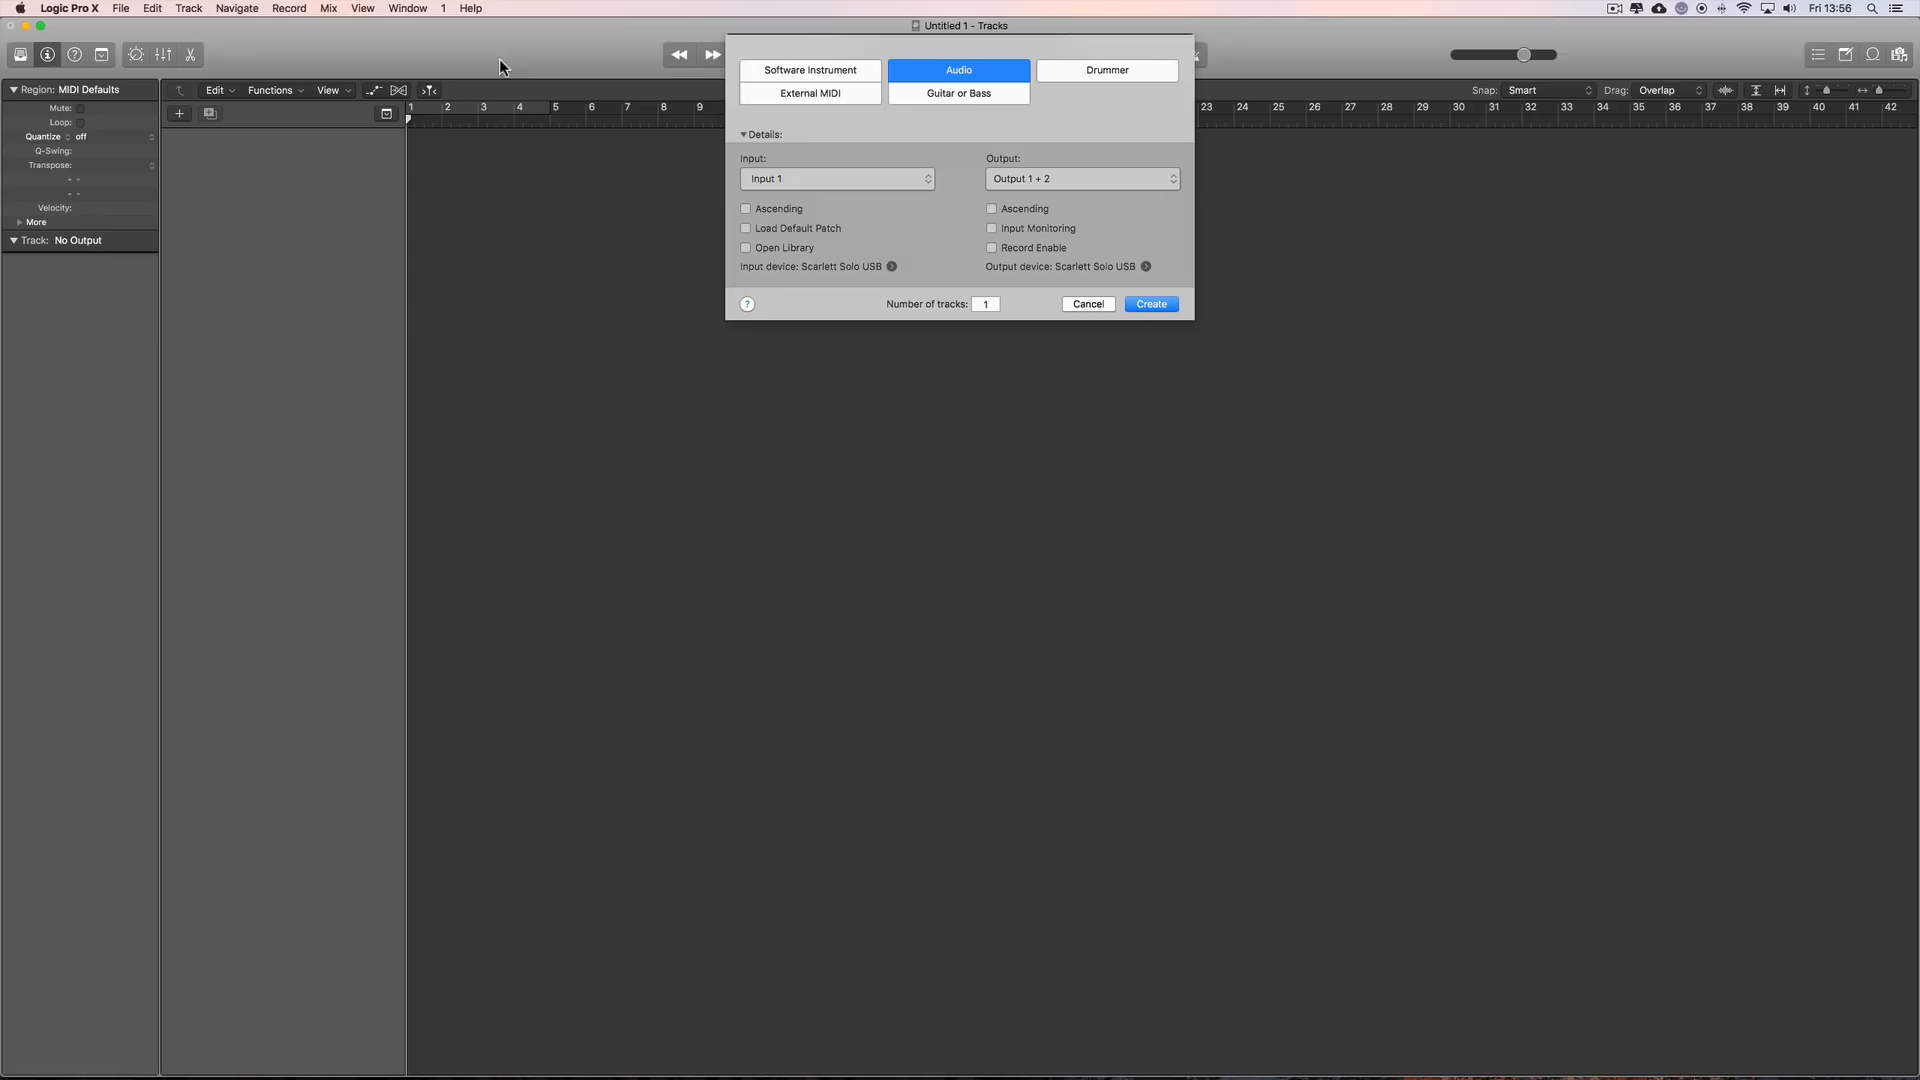 Logic Pro X File Edit Track Navigate Record Mix View Window 1 Help Fri 13:56
Untitled 1 - Tracks
Region: MIDI Defaults
Mute:
Loop:
Quantize off
Q-Swing:
Transpose:
- -
- -
Velocity:
More
Track: No Output
Edit Functions View
Snap: Smart Drag: Overlap
1 2 3 4 5 6 7 8 9 23 24 25 26 27 28 29 30 31 32 33 34 35 36 37 38 39 40 41 42
Software Instrument Audio Drummer
External MIDI Guitar or Bass
Details:
Input: Output:
Input 1 Output 1 + 2
Ascending Ascending
Load Default Patch Input Monitoring
Open Library Record Enable
Input device: Scarlett Solo USB Output device: Scarlett Solo USB
? Number of tracks: 1 Cancel Create